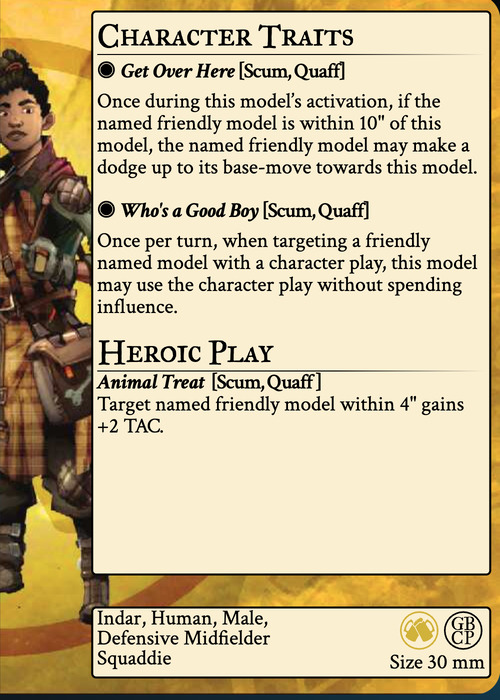 Character Traits
Get Over Here [Scum, Quaff]
Once during this model's activation, if the
named friendly model is within 10" of this
model, the named friendly model may make a
dodge up to its base-move towards this model.
Who's a Good Boy [Scum, Quaff]
Once per turn, when targeting a friendly
named model with a character play, this model
may use the character play without spending
influence.
Heroic Play
Animal Treat [Scum, Quaff]
Target named friendly model within 4" gains
+2 TAC.
Indar, Human, Male,
Defensive Midfielder
Squaddie
GB
CP
Size 30 mm